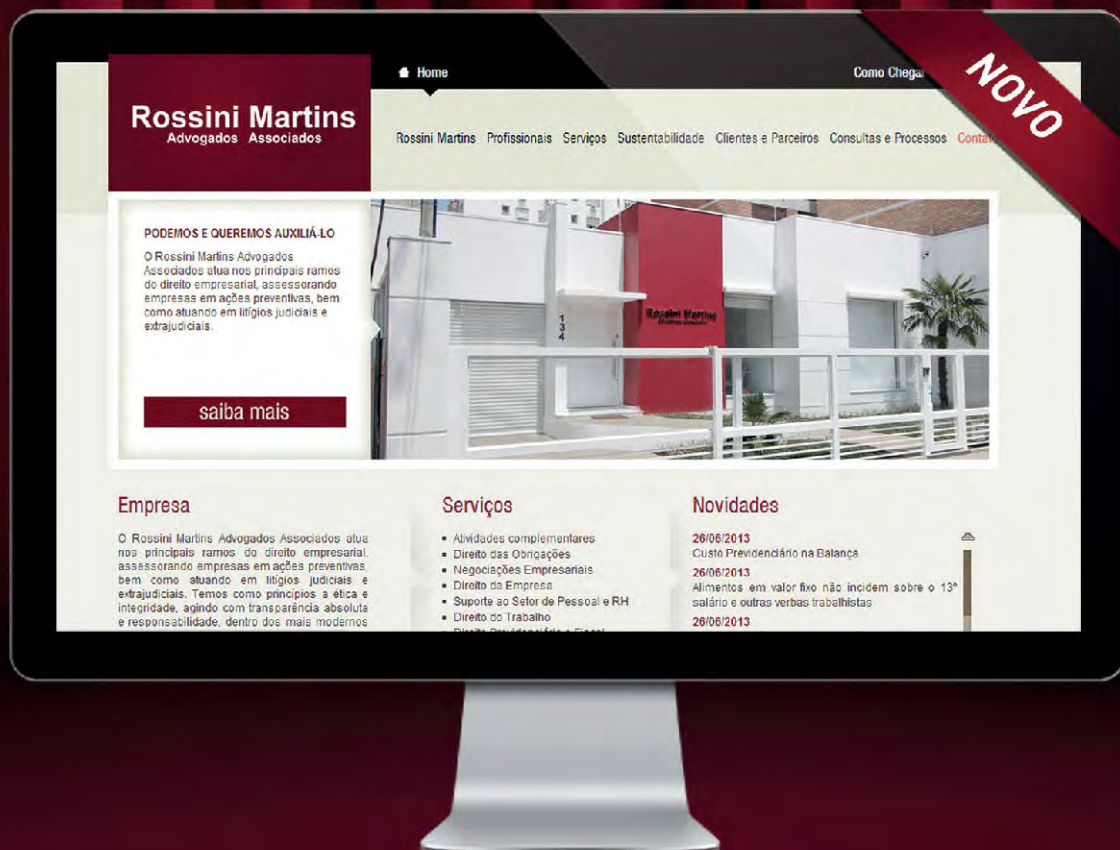 Home
Como Chegar
NOVO
Rossini Martins
Advogados Associados
Rossini Martins Profissionais Serviços Sustentabilidade Clientes e Parceiros Consultas e Processos Conta
PODEMOS E QUEREMOS AUXILIÁ-LO
O Rossini Martins Advogados
Associados atua nos principais ramos
do direito empresarial, assessorando
empresas em ações preventivas, bem
como atuando em litígios judiciais e
extrajudiciais.
saiba mais
Rossini Martins
134
Empresa
O Rossini Martins Advogados Associados atua
nos principais ramos do direito empresarial,
assessorando empresas em ações preventivas,
bem como atuando em litígios judiciais e
extrajudiciais. Temos como princípios a ética e
integridade, agindo com transparência absoluta
e responsabilidade, dentro dos mais modernos
Serviços
Atividades complementares
Direito das Obrigações
Negociações Empresariais
Direito da Empresa
Suporte ao Setor de Pessoal e RH
Direito do Trabalho
Direito Previdenciário e Fiscal
Novidades
26/06/2013
Custo Previdenciário na Balança
26/06/2013
Alimentos em valor fixo não incidem sobre o 13º
salário e outras verbas trabalhistas
26/06/2013